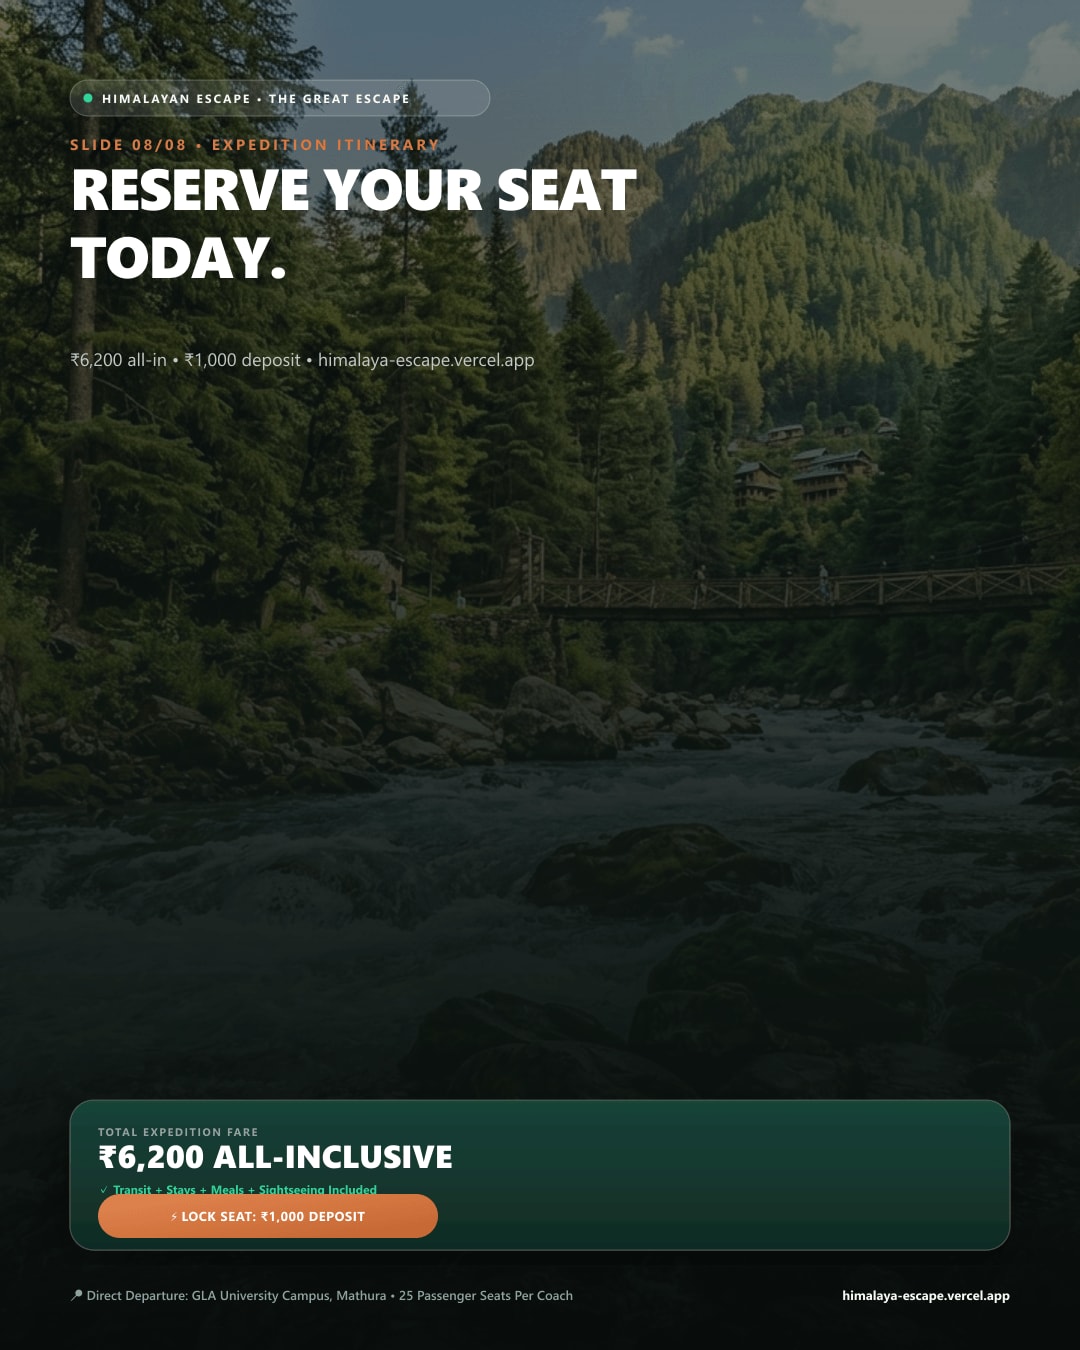 HIMALAYAN ESCAPE • THE GREAT ESCAPE
SLIDE 08/08 • EXPEDITION ITINERARY
RESERVE YOUR SEAT
TODAY.
₹6,200 all-in • ₹1,000 deposit • himalaya-escape.vercel.app
TOTAL EXPEDITION FARE
₹6,200 ALL-INCLUSIVE
✓ Transit + Stays + Meals + Sightseeing Included
⚡ LOCK SEAT: ₹1,000 DEPOSIT
📍 Direct Departure: GLA University Campus, Mathura • 25 Passenger Seats Per Coach
himalaya-escape.vercel.app